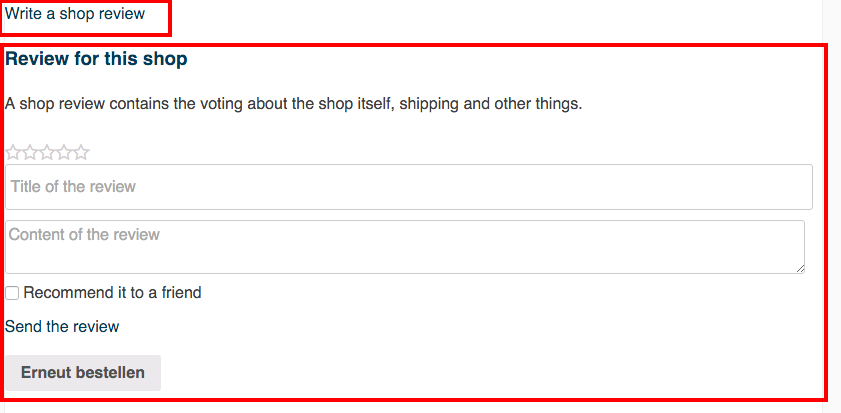 Write a shop review
Review for this shop
A shop review contains the voting about the shop itself, shipping and other things.
Title of the review
Content of the review
Recommend it to a friend
Send the review
Erneut bestellen